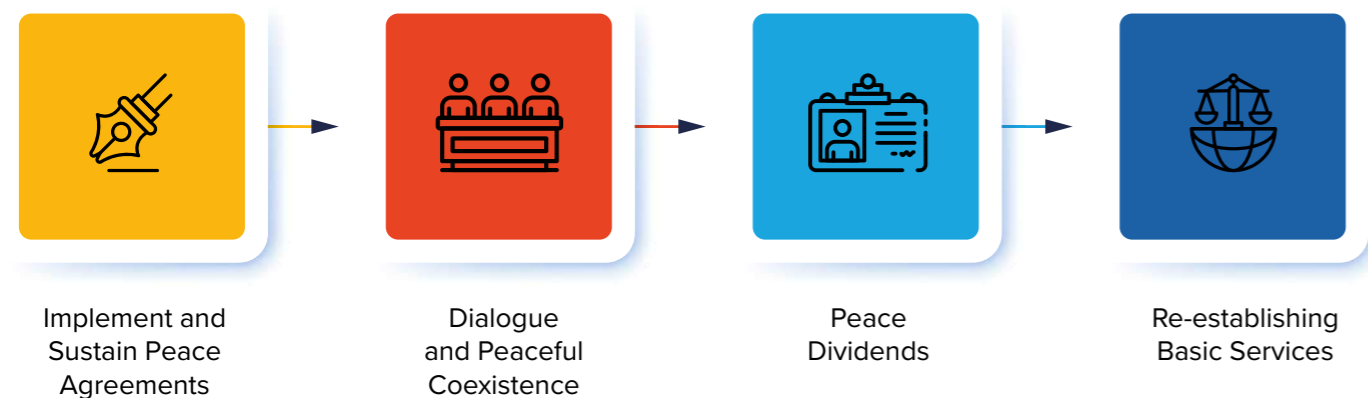 Implement and
Sustain Peace
Agreements
Dialogue
and Peaceful
Coexistence
Peace
Dividends
Re-establishing
Basic Services